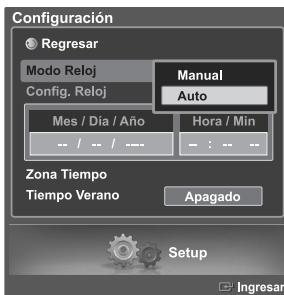 Configuración
Regresar
Modo Reloj
Manual
Auto
Config. Reloj
Mes / Día / Año Hora / Min
-- / -- / ---- -- : -- --
Zona Tiempo
Tiempo Verano Apagado
Setup
Ingresar